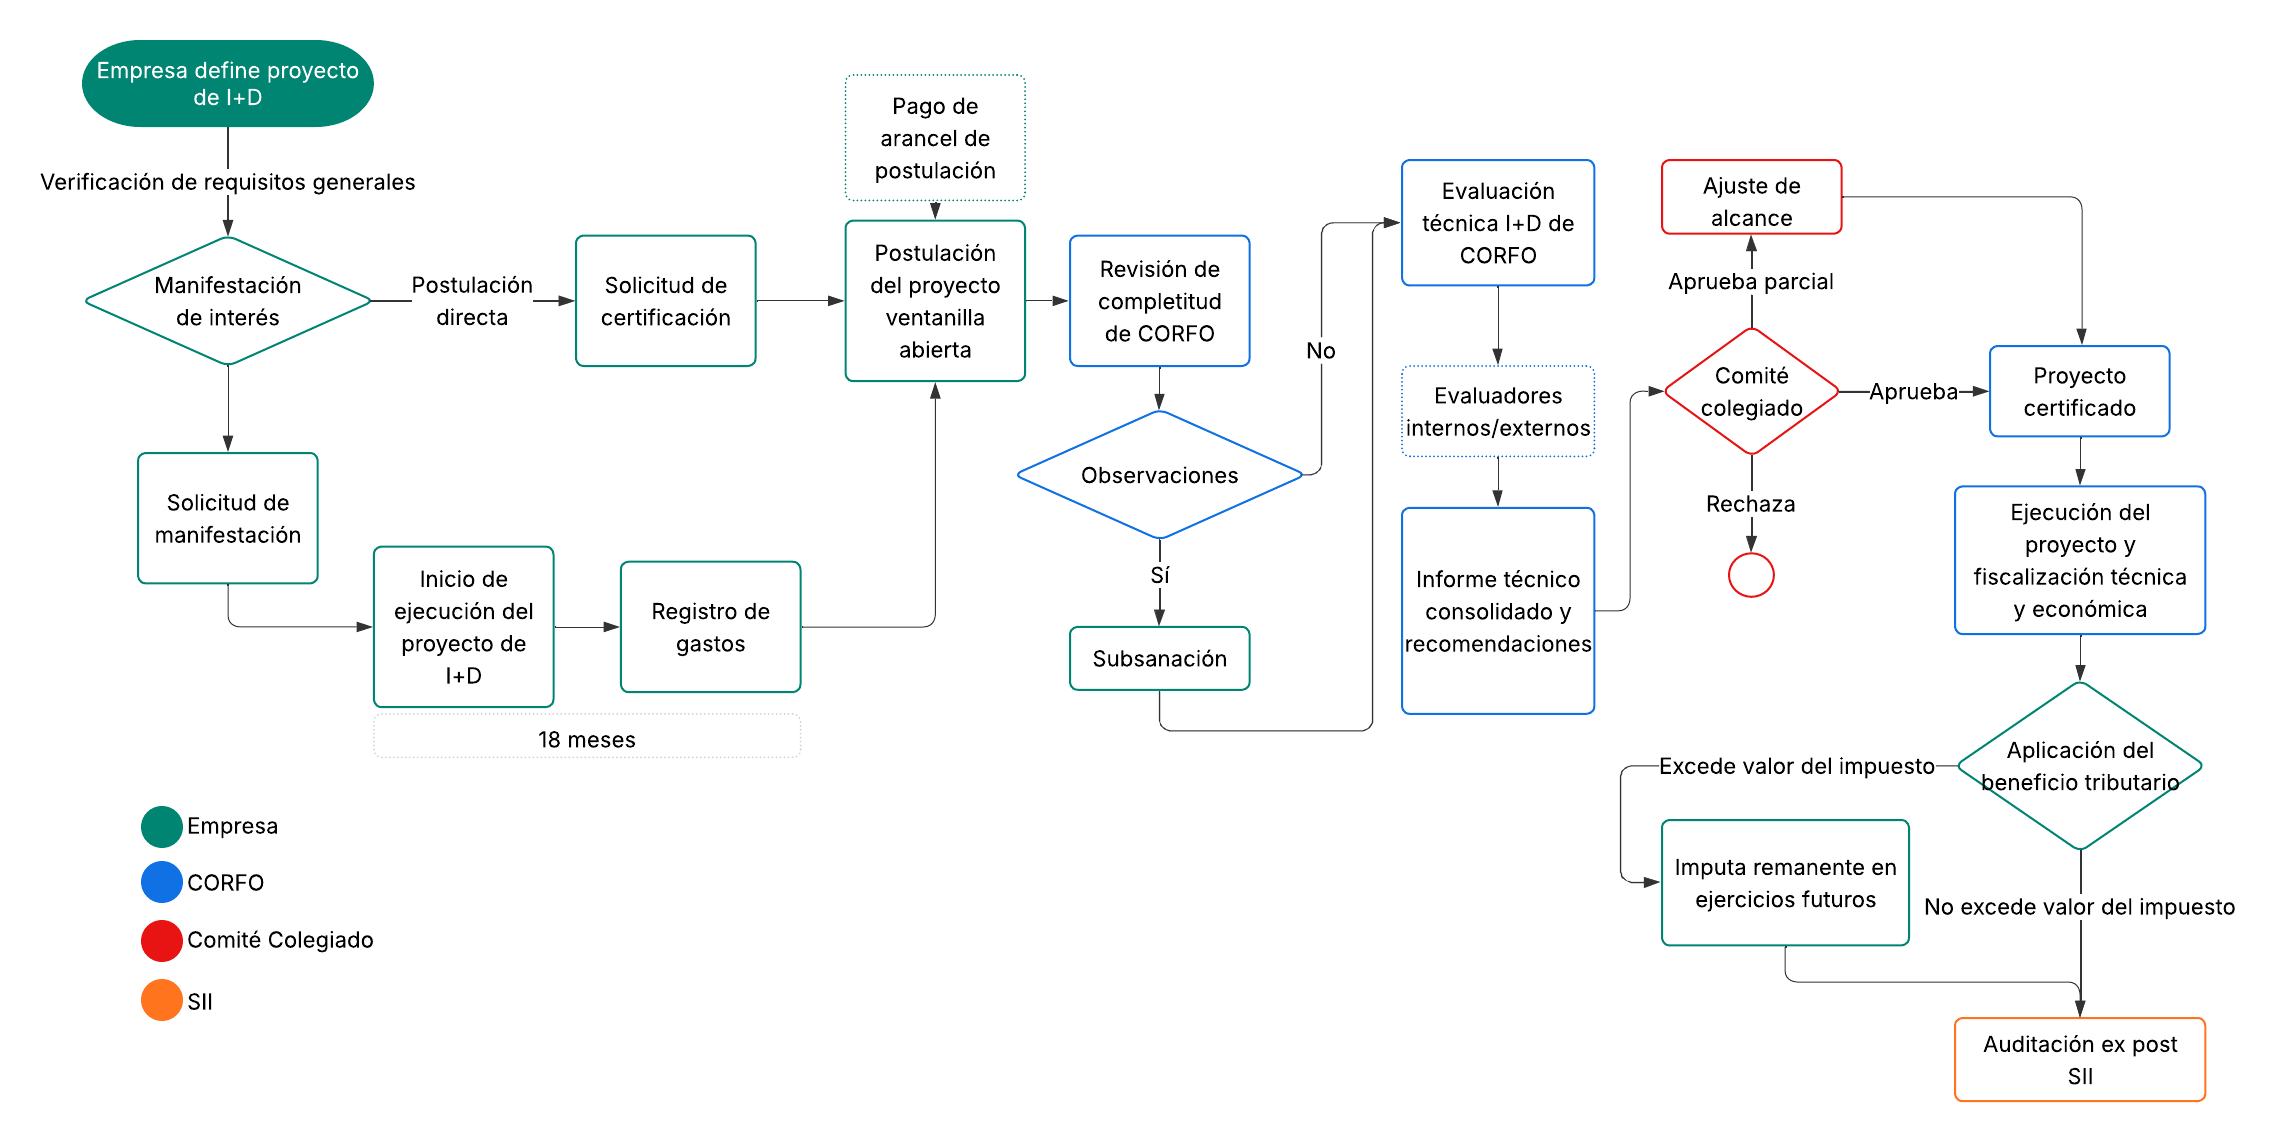 Empresa define proyecto
de I+D
Verificación de requisitos generales
Manifestación
de interés
Postulación
directa
Solicitud de
certificación
Pago de
arancel de
postulación
Postulación
del proyecto
ventanilla
abierta
Solicitud de
manifestación
Inicio de
ejecución del
proyecto de
I+D
Registro de
gastos
18 meses
Revisión de
completitud
de CORFO
Observaciones
No
Sí
Subsanación
Evaluación
técnica I+D de
CORFO
Evaluadores
internos/externos
Informe técnico
consolidado y
recomendaciones
Ajuste de
alcance
Aprueba parcial
Comité
colegiado
Aprueba
Rechaza
Proyecto
certificado
Ejecución del
proyecto y
fiscalización técnica
y económica
Aplicación del
beneficio tributario
Excede valor del impuesto
Imputa remanente en
ejercicios futuros
No excede valor del impuesto
Auditación ex post
SII
Empresa
CORFO
Comité Colegiado
SII